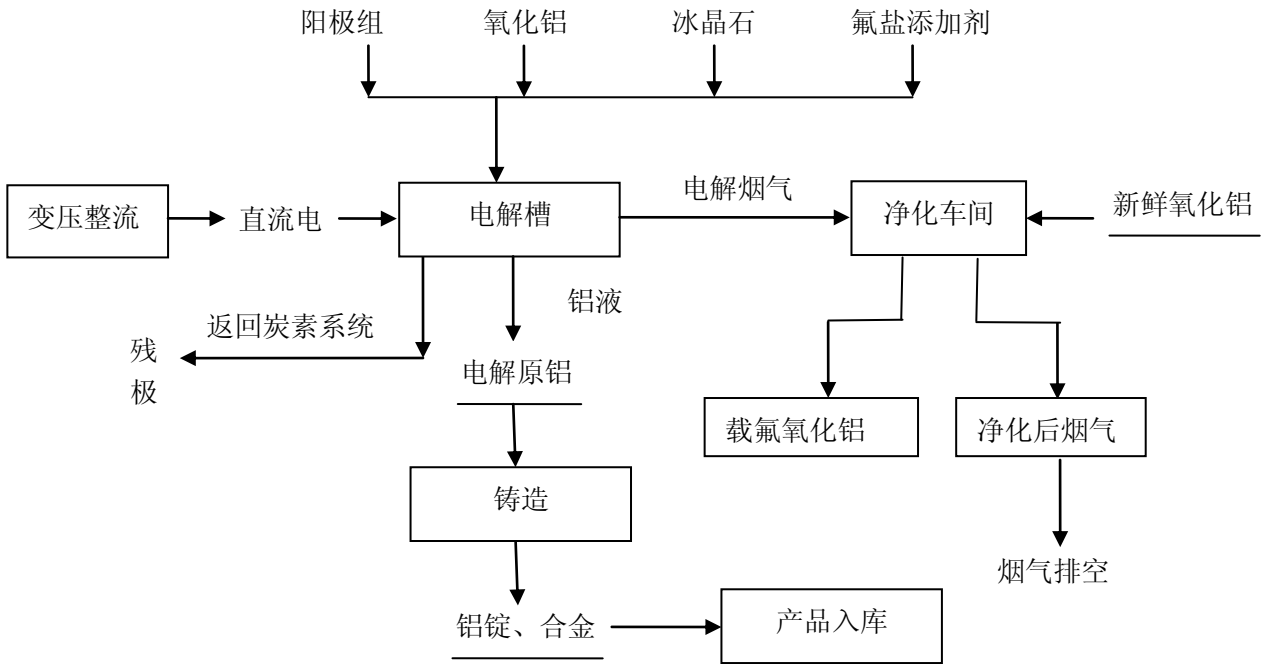 阳极组
氧化铝
冰晶石
氟盐添加剂
变压整流
直流电
电解槽
电解烟气
净化车间
新鲜氧化铝
铝液
返回炭素系统
残
极
电解原铝
载氟氧化铝
净化后烟气
铸造
烟气排空
铝锭、合金
产品入库